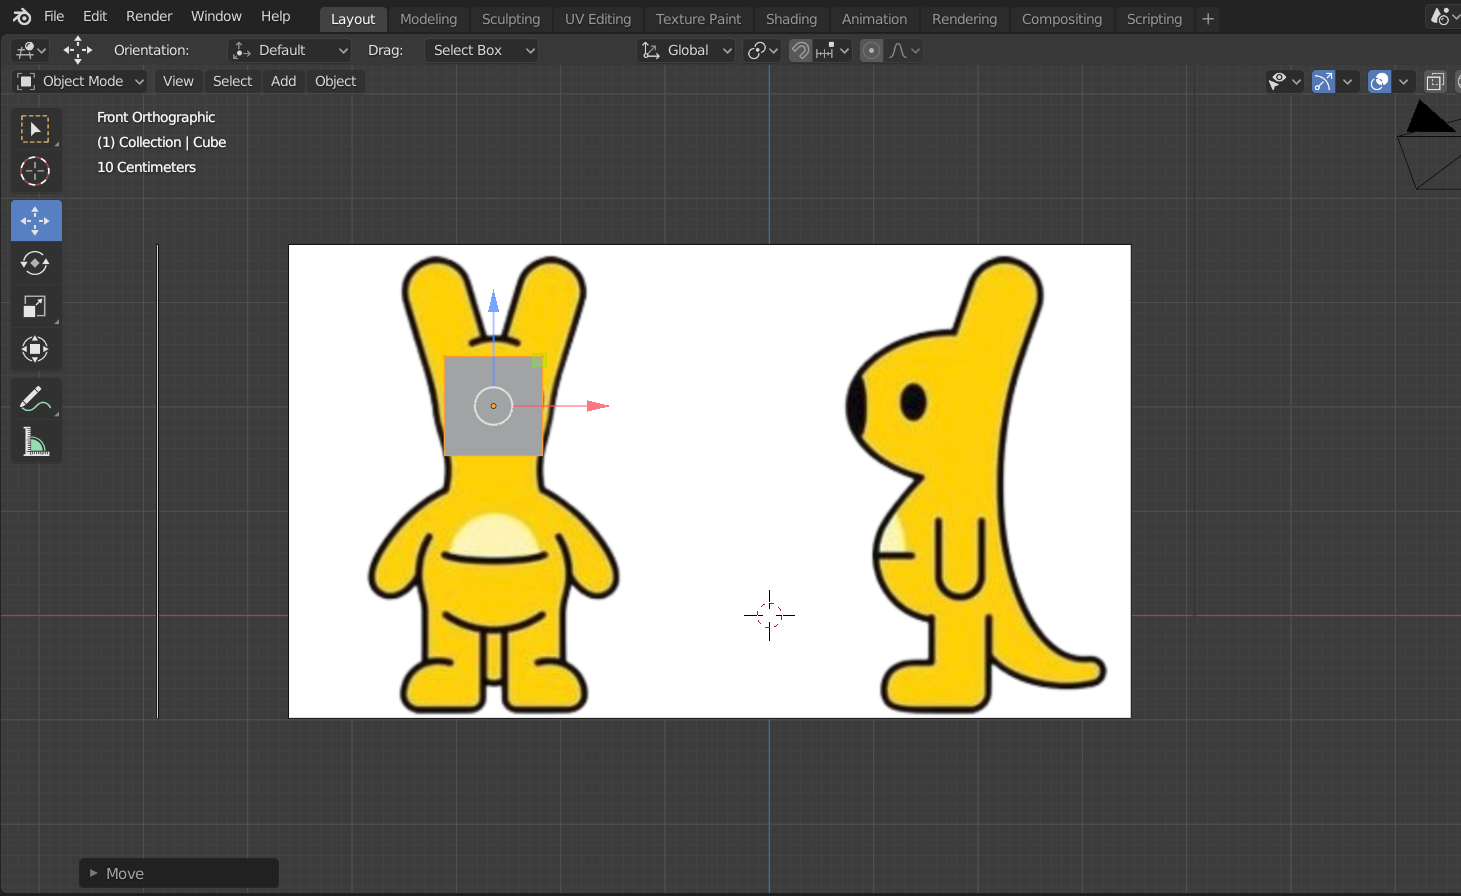 File Edit Render Window Help Layout Modeling Sculpting UV Editing Texture Paint Shading Animation Rendering Compositing Scripting +
Orientation: Default Drag: Select Box Global
Object Mode View Select Add Object
Front Orthographic
(1) Collection | Cube
10 Centimeters
Move